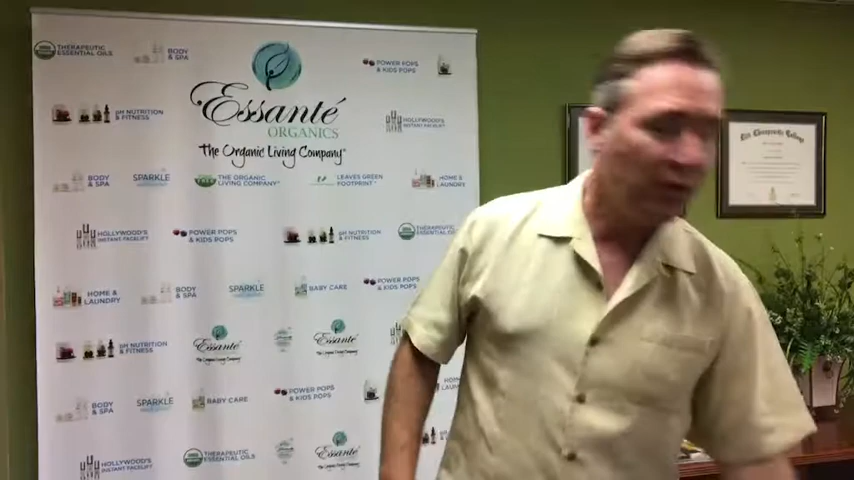 THERAPEUTIC
ESSENTIAL OILS
BODY
& SPA
POWER POPS
& KIDS POPS
pH NUTRITION
& FITNESS
Essanté
ORGANICS
The Organic Living Company™
HOLLYWOOD'S
INSTANT FACELIFT
BODY
& SPA
SPARKLE
THE ORGANIC
LIVING COMPANY
LEAVES GREEN
FOOTPRINT
HOME &
LAUNDRY
HOLLYWOOD'S
INSTANT FACELIFT
POWER POPS
& KIDS POPS
pH NUTRITION
& FITNESS
THERAPEUTIC
ESSENTIAL
HOME &
LAUNDRY
BODY
& SPA
SPARKLE
BABY CARE
POWER POPS
& KIDS POPS
pH NUTRITION
& FITNESS
Essanté
ORGANICS
Essanté
ORGANICS
BODY
& SPA
SPARKLE
BABY CARE
POWER POPS
& KIDS POPS
HOLLYWOOD'S
INSTANT FACELIFT
THERAPEUTIC
ESSENTIAL OILS
Essanté
ORGANICS